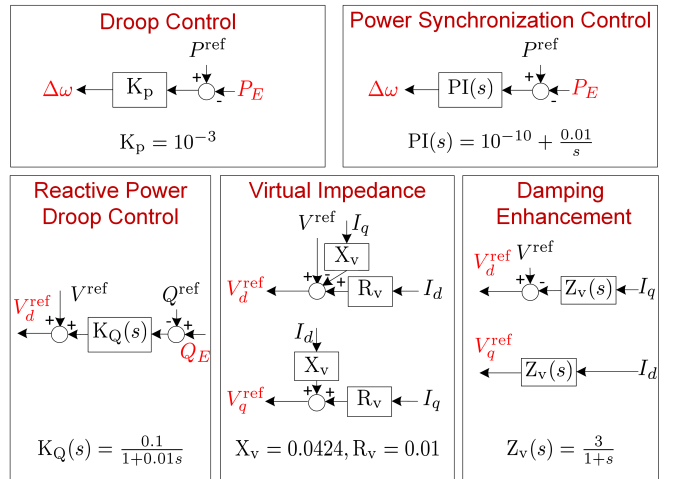 Droop Control
P^ref
+
Δω K_p - P_E
K_p = 10^−3
Power Synchronization Control
P^ref
+
Δω PI(s) - P_E
PI(s) = 10^−10 + 0.01/s
Reactive Power
Droop Control
V^ref Q^ref
V_d^ref + + K_Q(s) - +
Q_E
K_Q(s) = 0.1/(1+0.01s)
Virtual Impedance
V^ref I_q
X_v
V_d^ref + - + R_v I_d
I_d
X_v
V_q^ref + + R_v I_q
X_v = 0.0424, R_v = 0.01
Damping
Enhancement
V_d^ref V^ref
+ - Z_v(s) I_q
V_q^ref
Z_v(s) I_d
Z_v(s) = 3/(1+s)